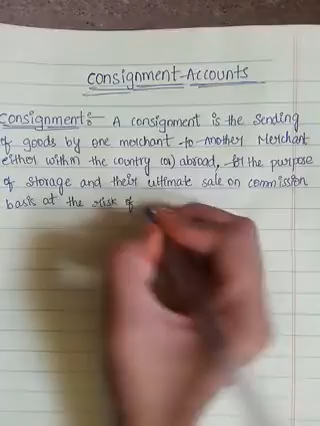 Consignment-Accounts
Consignment:- A consignment is the sending
of goods by one merchant to another Merchant
either within the country (or) abroad, for the purpose
of storage and their ultimate sale on commission
basis at the risk of